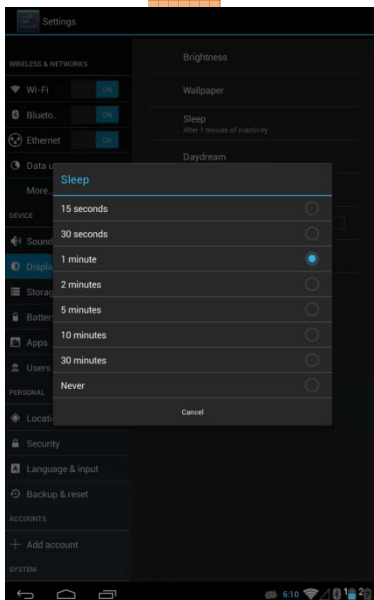 Settings
WIRELESS & NETWORKS
Wi-Fi
ON
Blueto..
ON
Ethernet
ON
Data u
More..
DEVICE
Sound
Displa
Storag
Batter
Apps
Users
PERSONAL
Locati
Security
Language & input
Backup & reset
ACCOUNTS
Add account
SYSTEM
Brightness
Wallpaper
Sleep
After 1 minute of inactivity
Daydream
Sleep
15 seconds
30 seconds
1 minute
2 minutes
5 minutes
10 minutes
30 minutes
Never
Cancel
6:10